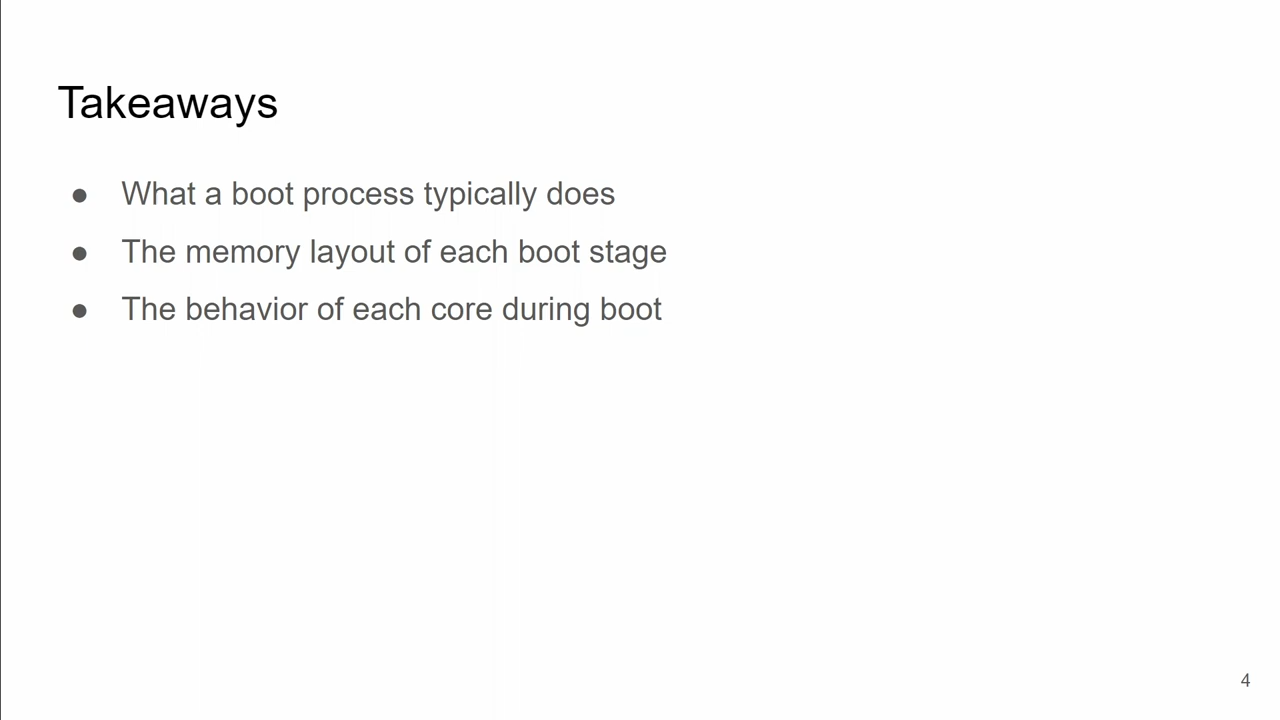 Takeaways
● What a boot process typically does
● The memory layout of each boot stage
● The behavior of each core during boot
4